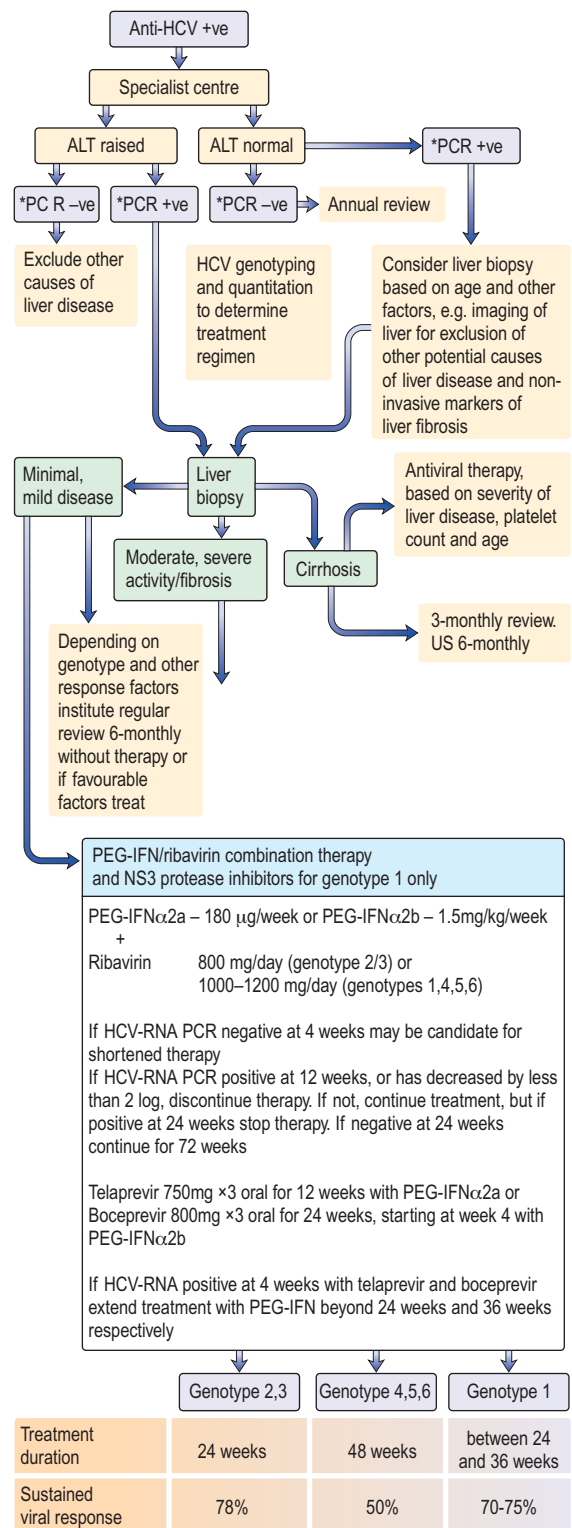 Anti-HCV +ve
Specialist centre
ALT raised
ALT normal
*PCR +ve
*PC R –ve
*PCR +ve
*PCR –ve
Annual review
Exclude other
causes of
liver disease
HCV genotyping
and quantitation
to determine
treatment
regimen
Consider liver biopsy
based on age and other
factors, e.g. imaging of
liver for exclusion of
other potential causes
of liver disease and non-
invasive markers of
liver fibrosis
Minimal,
mild disease
Liver
biopsy
Antiviral therapy,
based on severity of
liver disease, platelet
count and age
Moderate, severe
activity/fibrosis
Cirrhosis
3-monthly review.
US 6-monthly
Depending on
genotype and other
response factors
institute regular
review 6-monthly
without therapy or
if favourable
factors treat
PEG-IFN/ribavirin combination therapy
and NS3 protease inhibitors for genotype 1 only
PEG-IFNα2a – 180 μg/week or PEG-IFNα2b – 1.5mg/kg/week
+
Ribavirin 800 mg/day (genotype 2/3) or
1000–1200 mg/day (genotypes 1,4,5,6)
If HCV-RNA PCR negative at 4 weeks may be candidate for
shortened therapy
If HCV-RNA PCR positive at 12 weeks, or has decreased by less
than 2 log, discontinue therapy. If not, continue treatment, but if
positive at 24 weeks stop therapy. If negative at 24 weeks
continue for 72 weeks
Telaprevir 750mg ×3 oral for 12 weeks with PEG-IFNα2a or
Boceprevir 800mg ×3 oral for 24 weeks, starting at week 4 with
PEG-IFNα2b
If HCV-RNA positive at 4 weeks with telaprevir and boceprevir
extend treatment with PEG-IFN beyond 24 weeks and 36 weeks
respectively
Genotype 2,3
Genotype 4,5,6
Genotype 1
Treatment
duration
24 weeks
48 weeks
between 24
and 36 weeks
Sustained
viral response
78%
50%
70-75%